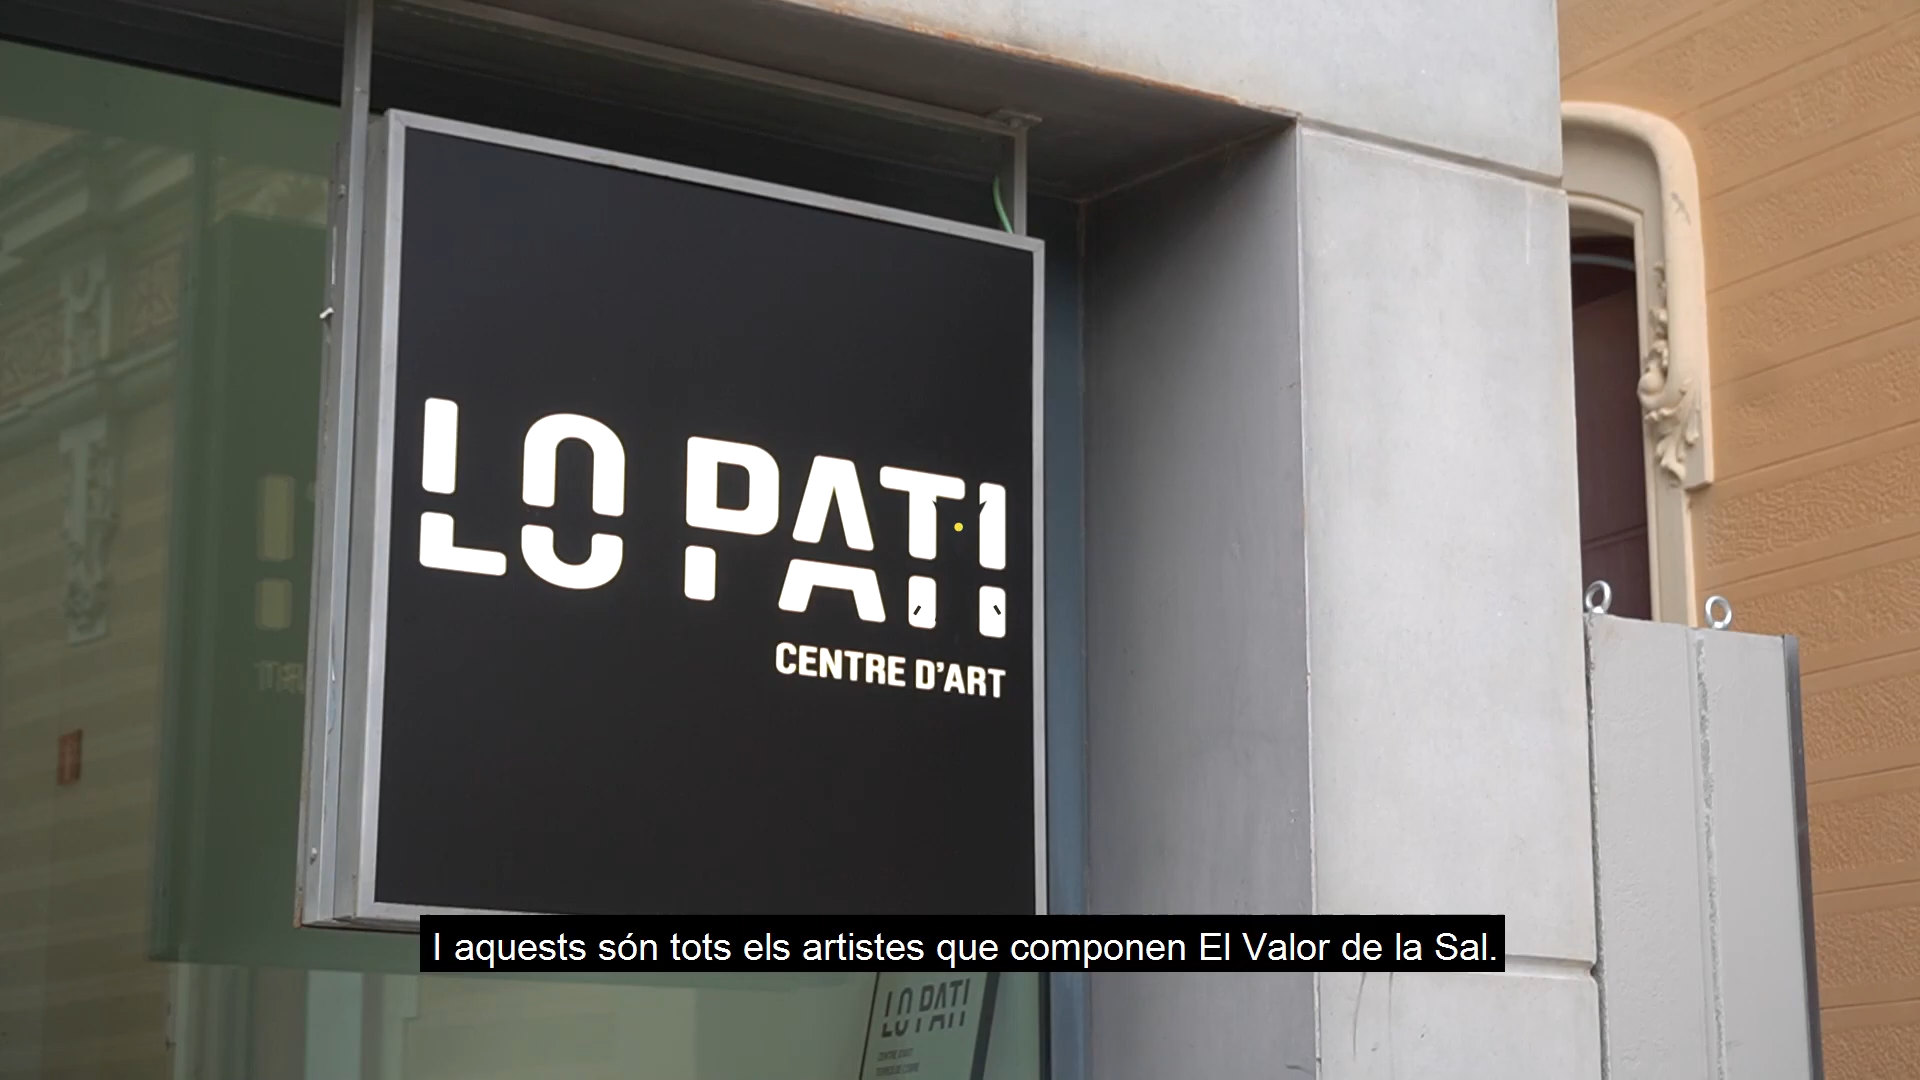 LO PATI
CENTRE D'ART
I aquests són tots els artistes que componen El Valor de la Sal.
LO PATI